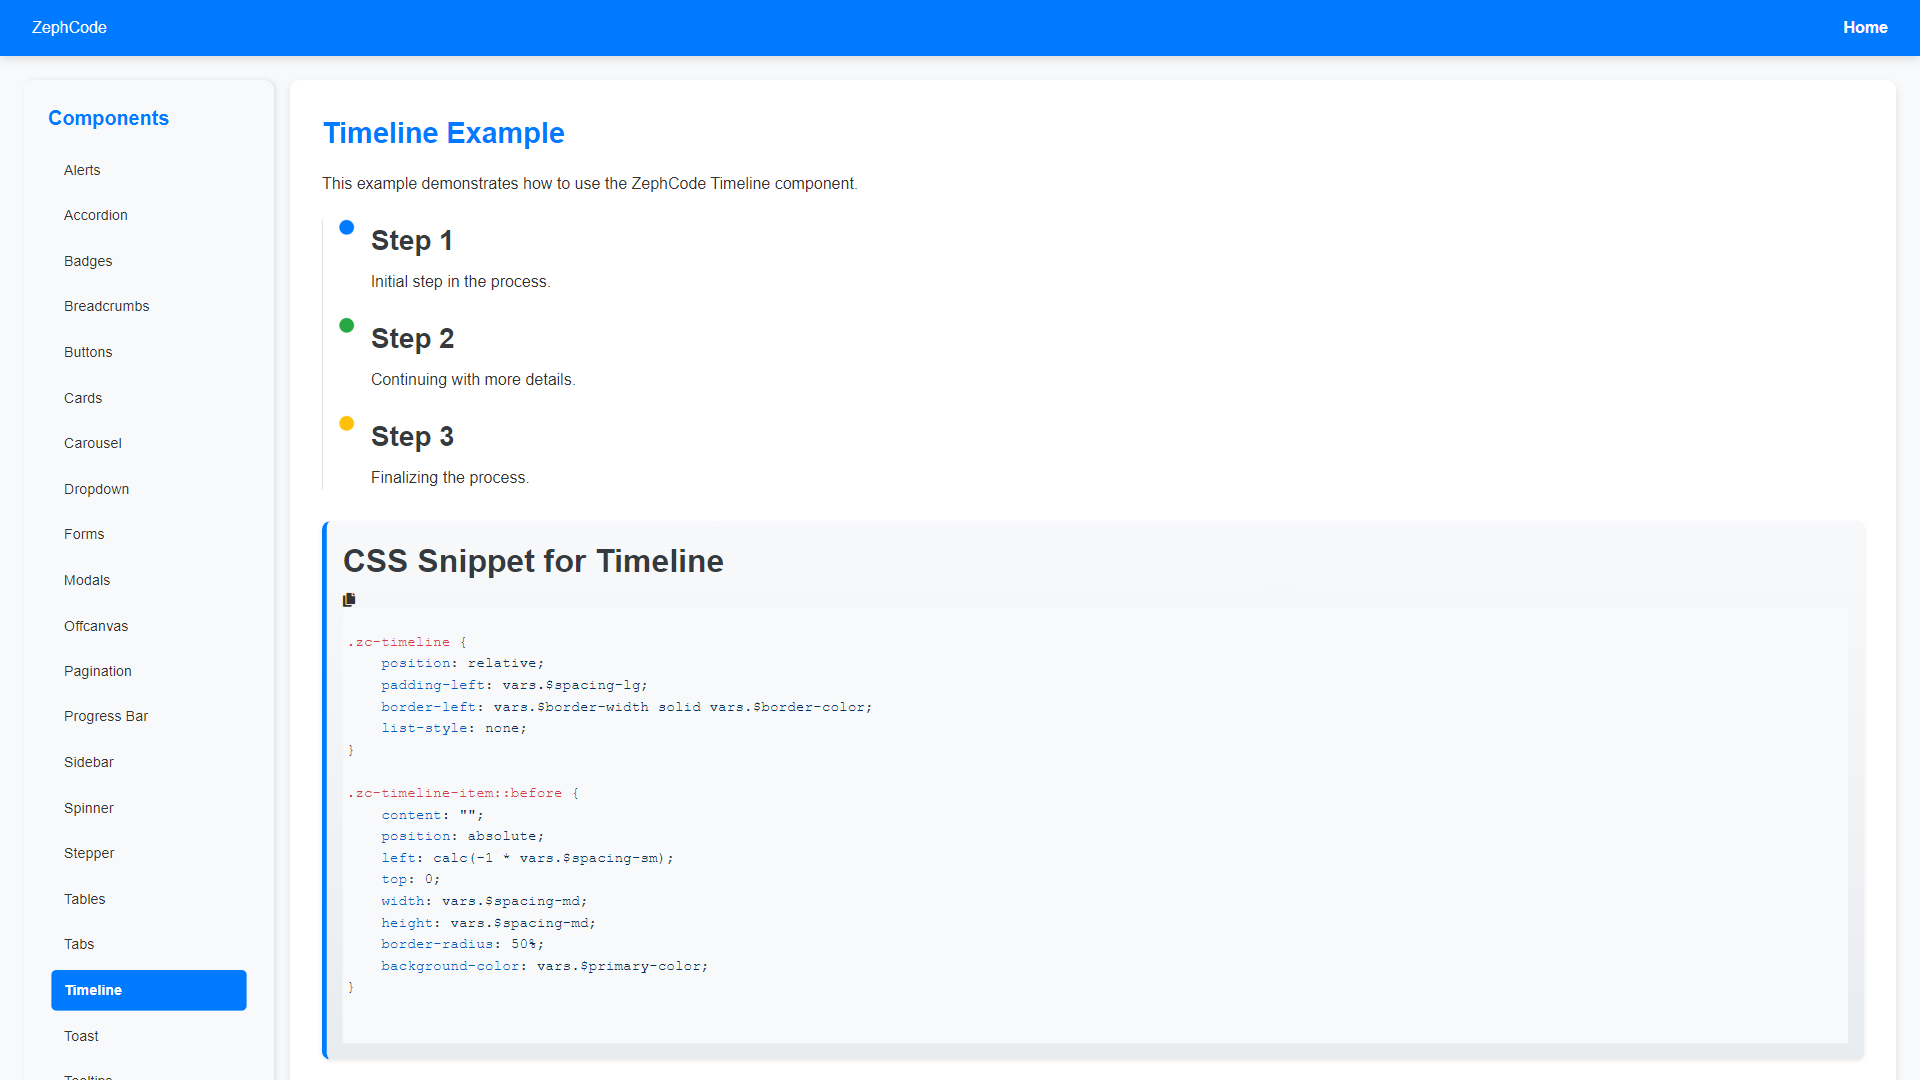 ZephCode
Home
Components
Alerts
Accordion
Badges
Breadcrumbs
Buttons
Cards
Carousel
Dropdown
Forms
Modals
Offcanvas
Pagination
Progress Bar
Sidebar
Spinner
Stepper
Tables
Tabs
Timeline
Toast
Tooltips
Timeline Example
This example demonstrates how to use the ZephCode Timeline component.
Step 1
Initial step in the process.
Step 2
Continuing with more details.
Step 3
Finalizing the process.
CSS Snippet for Timeline
.zc-timeline {
    position: relative;
    padding-left: vars.$spacing-lg;
    border-left: vars.$border-width solid vars.$border-color;
    list-style: none;
}
.zc-timeline-item::before {
    content: "";
    position: absolute;
    left: calc(-1 * vars.$spacing-sm);
    top: 0;
    width: vars.$spacing-md;
    height: vars.$spacing-md;
    border-radius: 50%;
    background-color: vars.$primary-color;
}